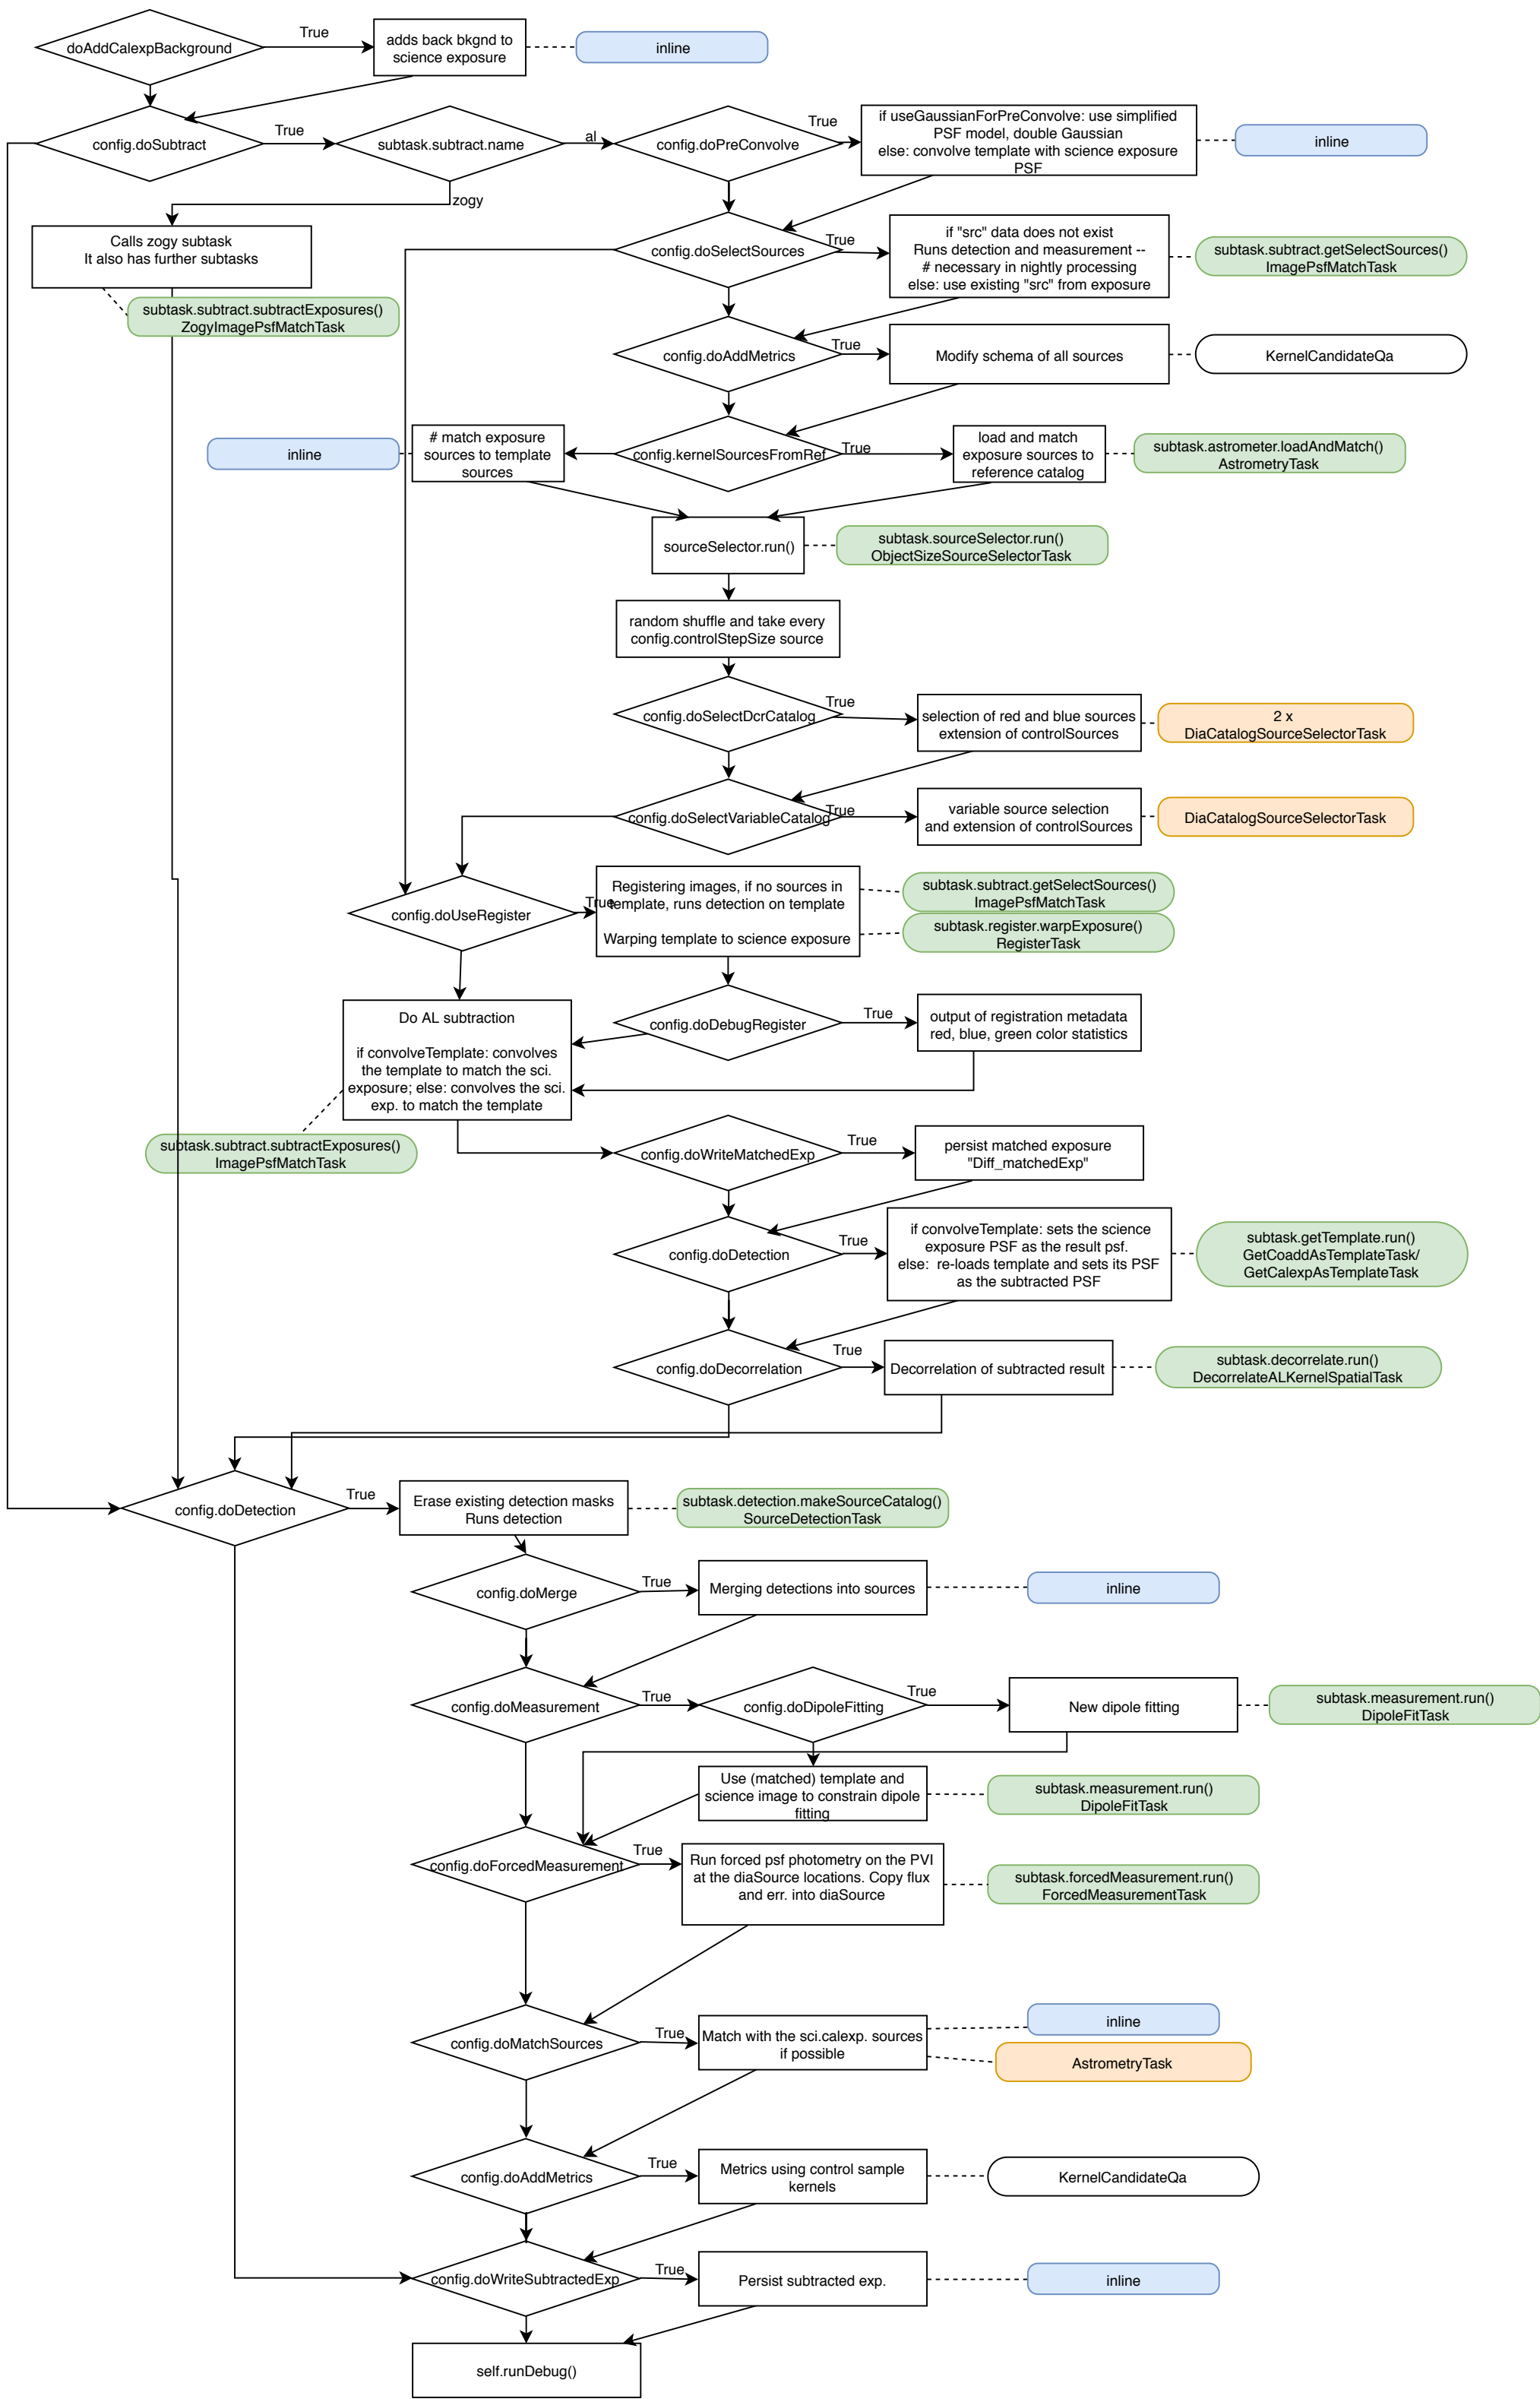 doAddCalexpBackground
True
adds back bkgnd to
science exposure
inline
config.doSubtract
True
subtask.subtract.name
al
zogy
config.doPreConvolve
True
if useGaussianForPreConvolve: use simplified
PSF model, double Gaussian
else: convolve template with science exposure
PSF
inline
Calls zogy subtask
It also has further subtasks
subtask.subtract.subtractExposures()
ZogyImagePsfMatchTask
config.doSelectSources
True
if "src" data does not exist
Runs detection and measurement --
# necessary in nightly processing
else: use existing "src" from exposure
subtask.subtract.getSelectSources()
ImagePsfMatchTask
config.doAddMetrics
True
Modify schema of all sources
KernelCandidateQa
inline
# match exposure
sources to template
sources
config.kernelSourcesFromRef
True
load and match
exposure sources to
reference catalog
subtask.astrometer.loadAndMatch()
AstrometryTask
sourceSelector.run()
subtask.sourceSelector.run()
ObjectSizeSourceSelectorTask
random shuffle and take every
config.controlStepSize source
config.doSelectDcrCatalog
True
selection of red and blue sources
extension of controlSources
2 x
DiaCatalogSourceSelectorTask
config.doSelectVariableCatalog
True
variable source selection
and extension of controlSources
DiaCatalogSourceSelectorTask
config.doUseRegister
True
Registering images, if no sources in
template, runs detection on template
Warping template to science exposure
subtask.subtract.getSelectSources()
ImagePsfMatchTask
subtask.register.warpExposure()
RegisterTask
Do AL subtraction
if convolveTemplate: convolves
the template to match the sci.
exposure; else: convolves the sci.
exp. to match the template
config.doDebugRegister
True
output of registration metadata
red, blue, green color statistics
subtask.subtract.subtractExposures()
ImagePsfMatchTask
config.doWriteMatchedExp
True
persist matched exposure
"Diff_matchedExp"
config.doDetection
True
if convolveTemplate: sets the science
exposure PSF as the result psf.
else:  re-loads template and sets its PSF
as the subtracted PSF
subtask.getTemplate.run()
GetCoaddAsTemplateTask/
GetCalexpAsTemplateTask
config.doDecorrelation
True
Decorrelation of subtracted result
subtask.decorrelate.run()
DecorrelateALKernelSpatialTask
config.doDetection
True
Erase existing detection masks
Runs detection
subtask.detection.makeSourceCatalog()
SourceDetectionTask
config.doMerge
True
Merging detections into sources
inline
config.doMeasurement
True
config.doDipoleFitting
True
New dipole fitting
subtask.measurement.run()
DipoleFitTask
Use (matched) template and
science image to constrain dipole
fitting
subtask.measurement.run()
DipoleFitTask
config.doForcedMeasurement
True
Run forced psf photometry on the PVI
at the diaSource locations. Copy flux
and err. into diaSource
subtask.forcedMeasurement.run()
ForcedMeasurementTask
config.doMatchSources
True
Match with the sci.calexp. sources
if possible
inline
AstrometryTask
config.doAddMetrics
True
Metrics using control sample
kernels
KernelCandidateQa
config.doWriteSubtractedExp
True
Persist subtracted exp.
inline
self.runDebug()